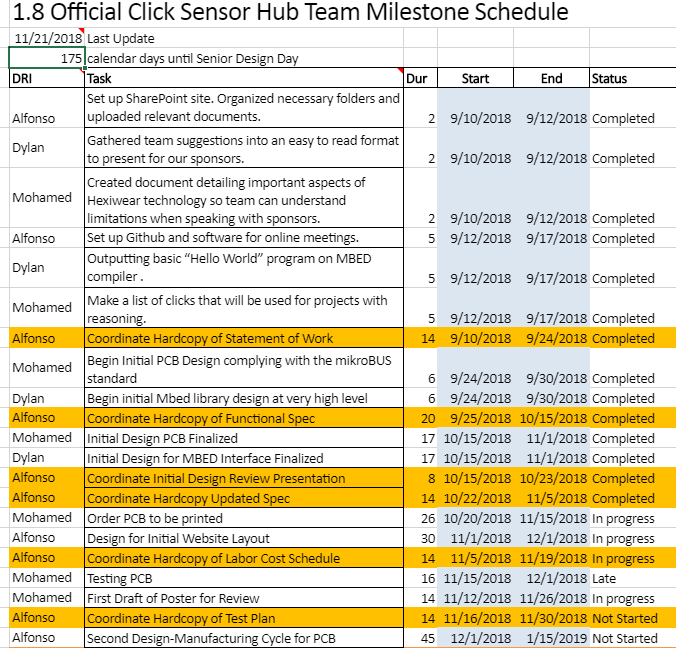 1.8 Official Click Sensor Hub Team Milestone Schedule
11/21/2018 Last Update
175 calendar days until Senior Design Day
DRI Task Dur Start End Status
Set up SharePoint site. Organized necessary folders and
Alfonso uploaded relevant documents. 2 9/10/2018 9/12/2018 Completed
Dylan Gathered team suggestions into an easy to read format
to present for our sponsors. 2 9/10/2018 9/12/2018 Completed
Created document detailing important aspects of
Mohamed Hexiwear technology so team can understand
limitations when speaking with sponsors. 2 9/10/2018 9/12/2018 Completed
Alfonso Set up Github and software for online meetings. 5 9/12/2018 9/17/2018 Completed
Dylan Outputting basic “Hello World” program on MBED
compiler . 5 9/12/2018 9/17/2018 Completed
Mohamed Make a list of clicks that will be used for projects with
reasoning. 5 9/12/2018 9/17/2018 Completed
Alfonso Coordinate Hardcopy of Statement of Work 14 9/10/2018 9/24/2018 Completed
Mohamed Begin Initial PCB Design complying with the mikroBUS
standard 6 9/24/2018 9/30/2018 Completed
Dylan Begin initial Mbed library design at very high level 6 9/24/2018 9/30/2018 Completed
Alfonso Coordinate Hardcopy of Functional Spec 20 9/25/2018 10/15/2018 Completed
Mohamed Initial Design PCB Finalized 17 10/15/2018 11/1/2018 Completed
Dylan Initial Design for MBED Interface Finalized 17 10/15/2018 11/1/2018 Completed
Alfonso Coordinate Initial Design Review Presentation 8 10/15/2018 10/23/2018 Completed
Alfonso Coordinate Hardcopy Updated Spec 14 10/22/2018 11/5/2018 Completed
Mohamed Order PCB to be printed 26 10/20/2018 11/15/2018 In progress
Alfonso Design for Initial Website Layout 30 11/1/2018 12/1/2018 In progress
Alfonso Coordinate Hardcopy of Labor Cost Schedule 14 11/5/2018 11/19/2018 In progress
Mohamed Testing PCB 16 11/15/2018 12/1/2018 Late
Mohamed First Draft of Poster for Review 14 11/12/2018 11/26/2018 In progress
Alfonso Coordinate Hardcopy of Test Plan 14 11/16/2018 11/30/2018 Not Started
Alfonso Second Design-Manufacturing Cycle for PCB 45 12/1/2018 1/15/2019 Not Started